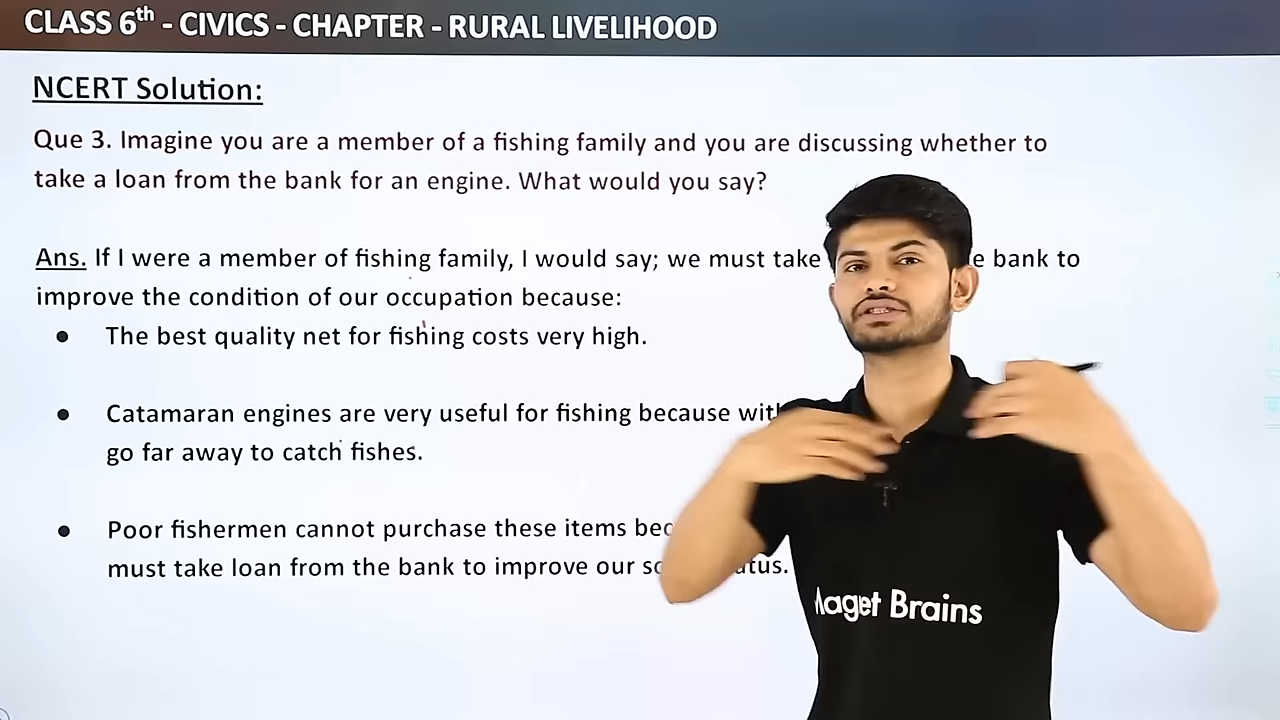 CLASS 6th - CIVICS - CHAPTER - RURAL LIVELIHOOD
NCERT Solution:
Que 3. Imagine you are a member of a fishing family and you are discussing whether to
take a loan from the bank for an engine. What would you say?
Ans. If I were a member of fishing family, I would say; we must take bank to
improve the condition of our occupation because:
● The best quality net for fishing costs very high.
● Catamaran engines are very useful for fishing because
go far away to catch fishes.
● Poor fishermen cannot purchase these items
must take loan from the bank to improve our
Maget Brains